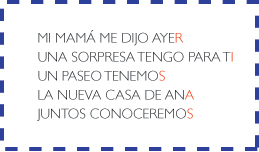 MI MAMÁ ME DIJO AYER
UNA SORPRESA TENGO PARA TI
UN PASEO TENEMOS
LA NUEVA CASA DE ANA
JUNTOS CONOCEREMOS